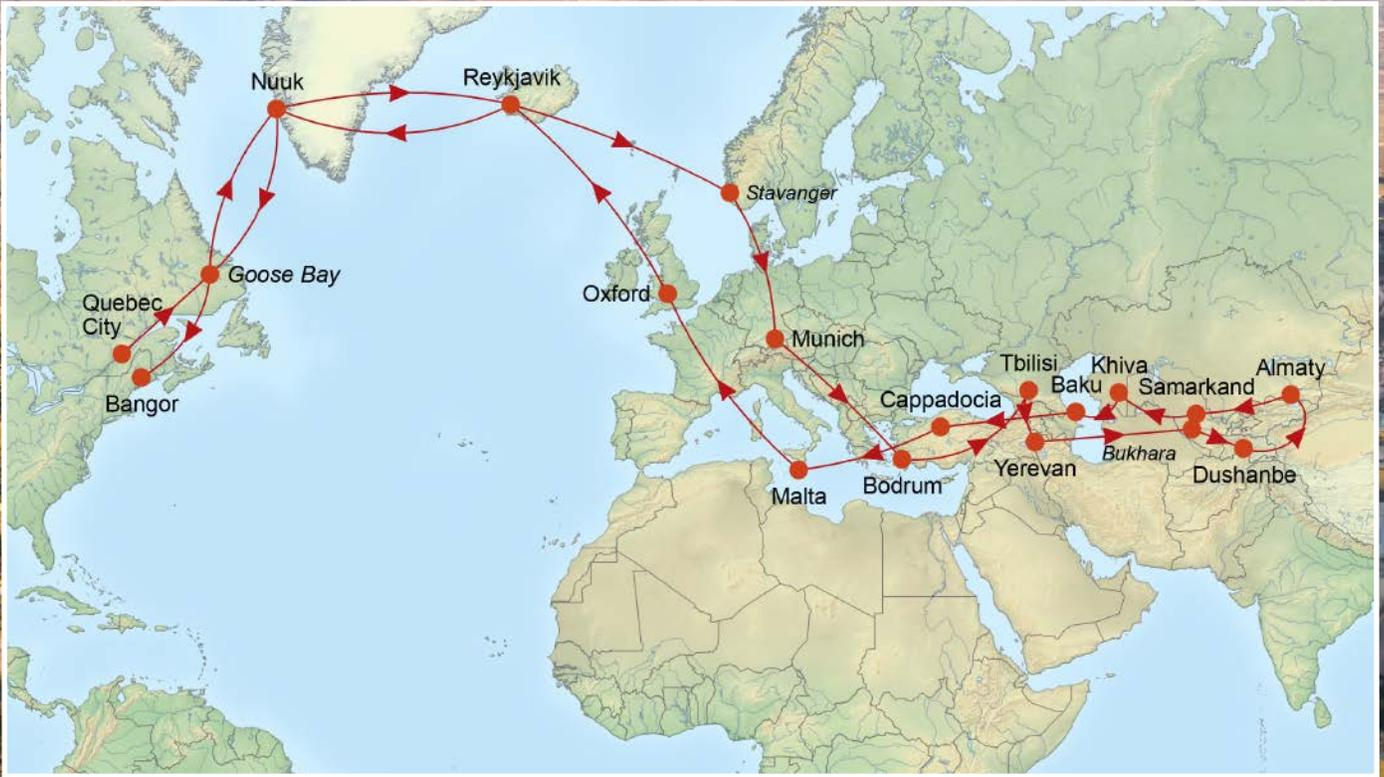 Nuuk
Reykjavik
Stavanger
Goose Bay
Quebec
City
Oxford
Bangor
Munich
Tbilisi
Khiva
Almaty
Baku
Samarkand
Cappadocia
Bukhara
Yerevan
Dushanbe
Malta
Bodrum